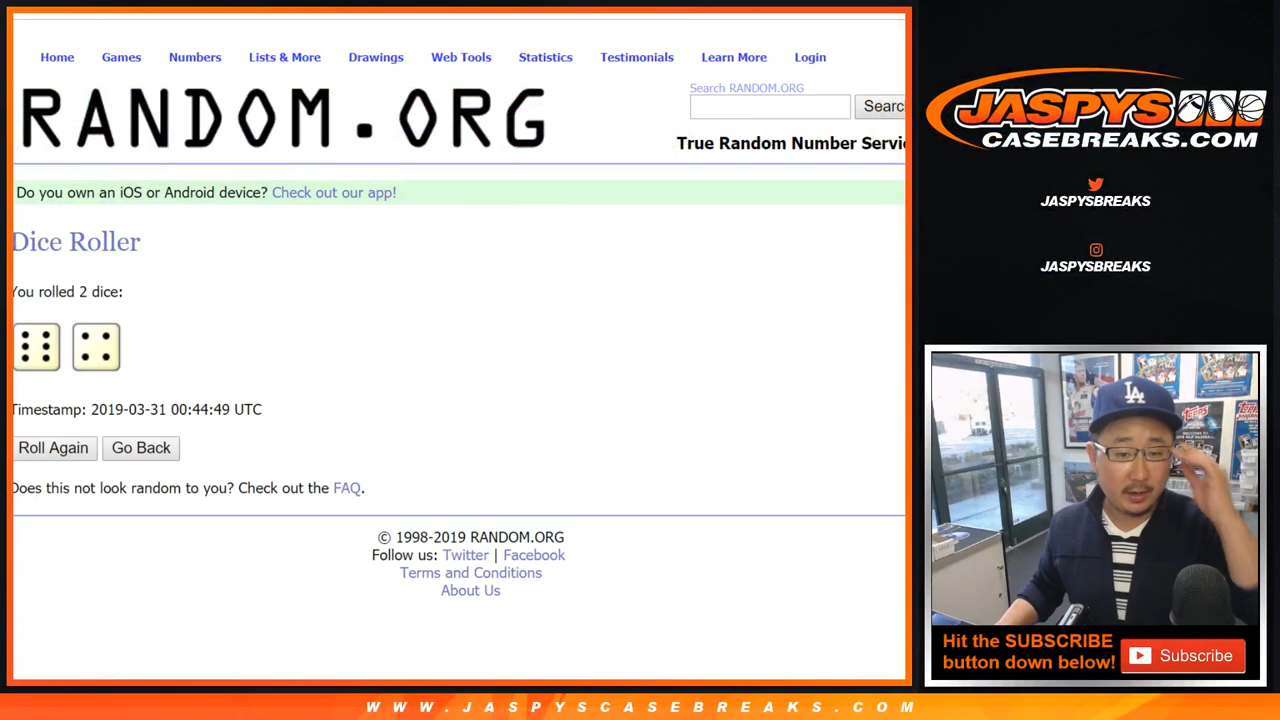 Home Games Numbers Lists & More Drawings Web Tools Statistics Testimonials Learn More Login
Search RANDOM.ORG
RANDOM.ORG
Searc
True Random Number Servi
Do you own an iOS or Android device? Check out our app!
Dice Roller
You rolled 2 dice:
Timestamp: 2019-03-31 00:44:49 UTC
Roll Again Go Back
Does this not look random to you? Check out the FAQ.
© 1998-2019 RANDOM.ORG
Follow us: Twitter | Facebook
Terms and Conditions
About Us
JASPYS
CASEBREAKS.COM
JASPYSBREAKS
JASPYSBREAKS
LA
Topps
Hit the SUBSCRIBE
button down below!
Subscribe
WWW.JASPYSCASEBREAKS.COM